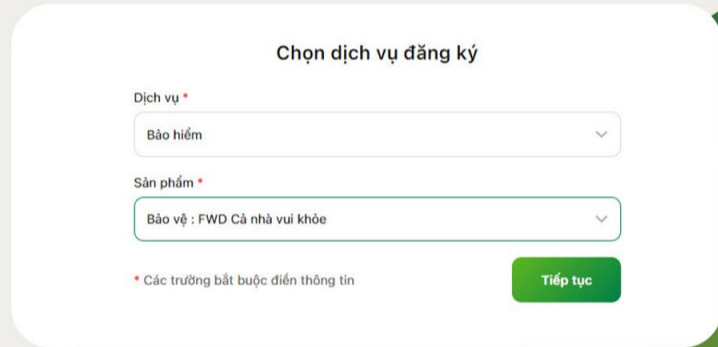 Chọn dịch vụ đăng ký
Dịch vụ *
Bảo hiểm
Sản phẩm *
Bảo vệ : FWD Cả nhà vui khỏe
* Các trường bắt buộc điền thông tin
Tiếp tục